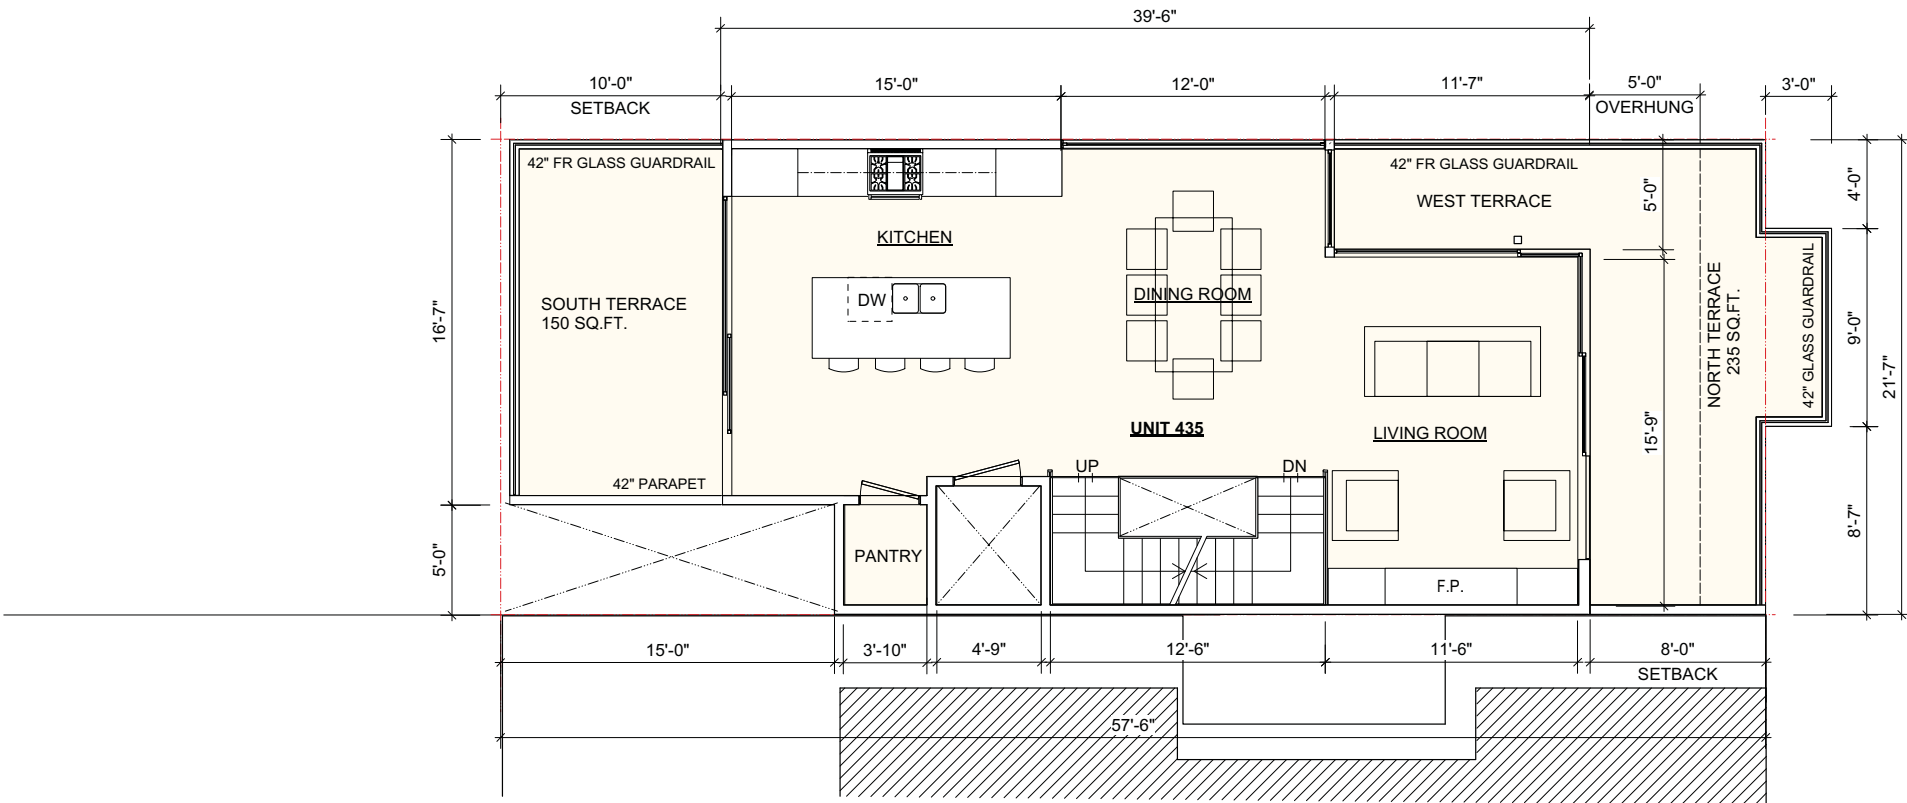 39'-6"
10'-0"
15'-0"
12'-0"
11'-7"
5'-0"
3'-0"
SETBACK
OVERHUNG
42" FR GLASS GUARDRAIL
42" FR GLASS GUARDRAIL
WEST TERRACE
5'-0"
4'-0"
KITCHEN
DW
DINING ROOM
SOUTH TERRACE
150 SQ.FT.
16'-7"
NORTH TERRACE
235 SQ.FT.
42" GLASS GUARDRAIL
9'-0"
21'-7"
UNIT 435
LIVING ROOM
15'-9"
UP
DN
42" PARAPET
8'-7"
5'-0"
PANTRY
F.P.
15'-0"
3'-10"
4'-9"
12'-6"
11'-6"
8'-0"
SETBACK
57'-6"